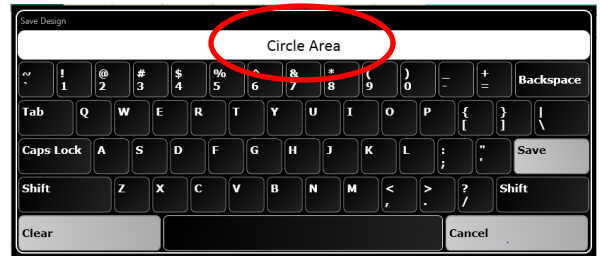 Save Design
Circle Area
~ ! @ # $ % ^ & * ( ) _ +
` 1 2 3 4 5 6 7 8 9 0 - = Backspace
Tab Q W E R T Y U I O P { } |
[ ] \
Caps Lock A S D F G H J K L : " Save
; '
Shift Z X C V B N M < > ? Shift
, . /
Clear Cancel